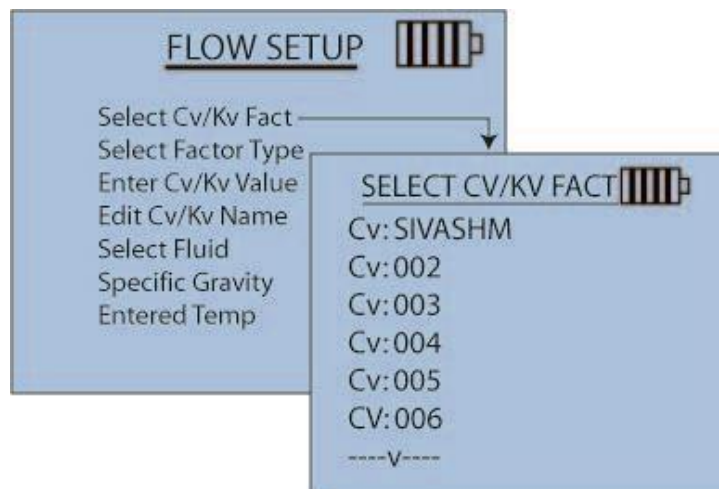 FLOW SETUP
Select Cv/Kv Fact
Select Factor Type
Enter Cv/Kv Value
Edit Cv/Kv Name
Select Fluid
Specific Gravity
Entered Temp
SELECT CV/KV FACT
Cv: SIVASHM
Cv: 002
Cv: 003
Cv: 004
Cv: 005
CV: 006
----v----